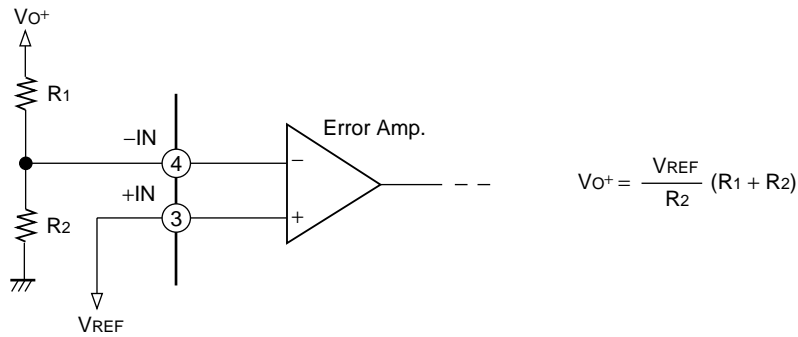 Vo+
R1
−IN
4
Error Amp.
−
+IN
3
+
R2
VREF
Vo+ = VREF / R2 (R1 + R2)